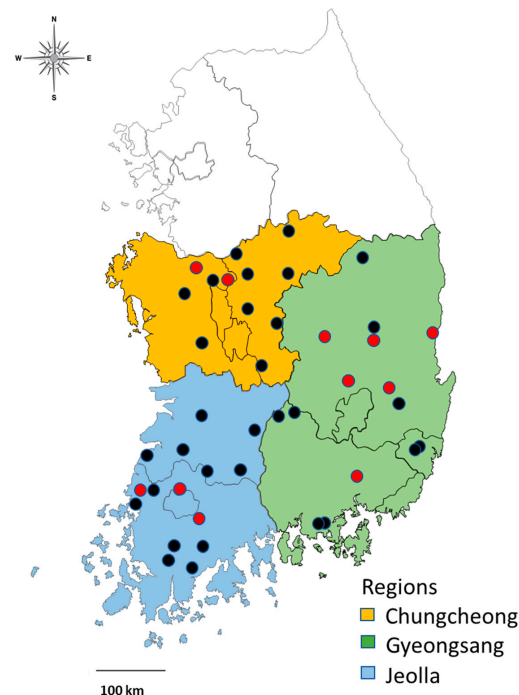 N
W E
S
Regions
Chungcheong
Gyeongsang
Jeolla
100 km